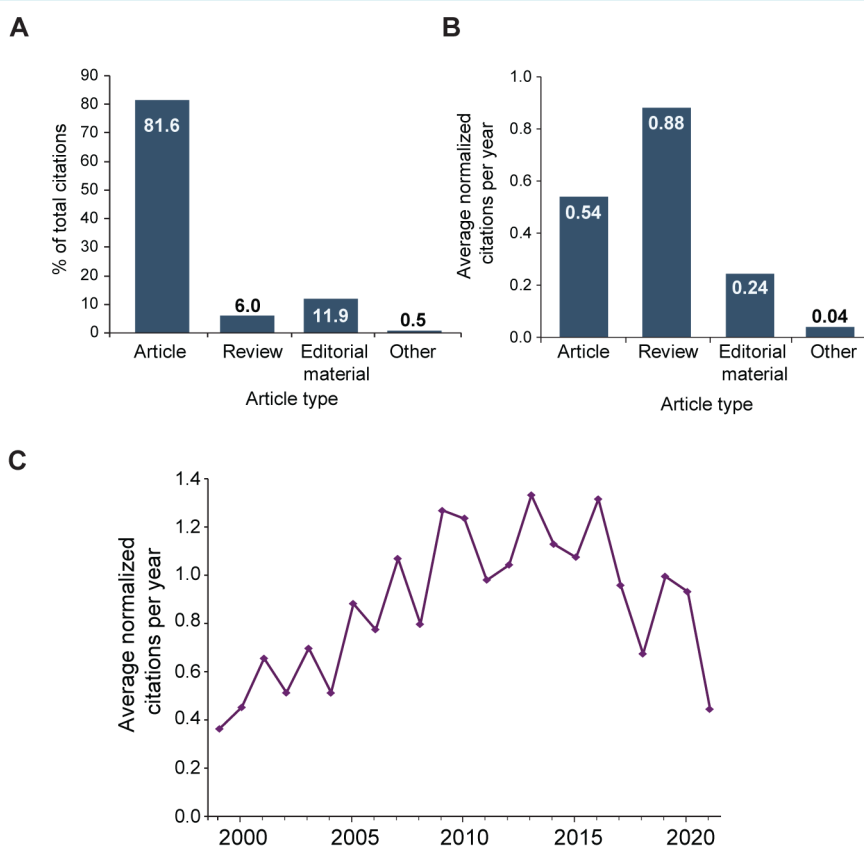 A
B
90
80
70
60
50
40
30
20
10
0
% of total citations
81.6
6.0
11.9
0.5
Article
Review
Editorial
material
Other
Article type
1.0
0.8
0.6
0.4
0.2
0.0
Average normalized
citations per year
0.54
0.88
0.24
0.04
Article
Review
Editorial
material
Other
Article type
C
1.4
1.2
1.0
0.8
0.6
0.4
0.2
0.0
Average normalized
citations per year
2000
2005
2010
2015
2020